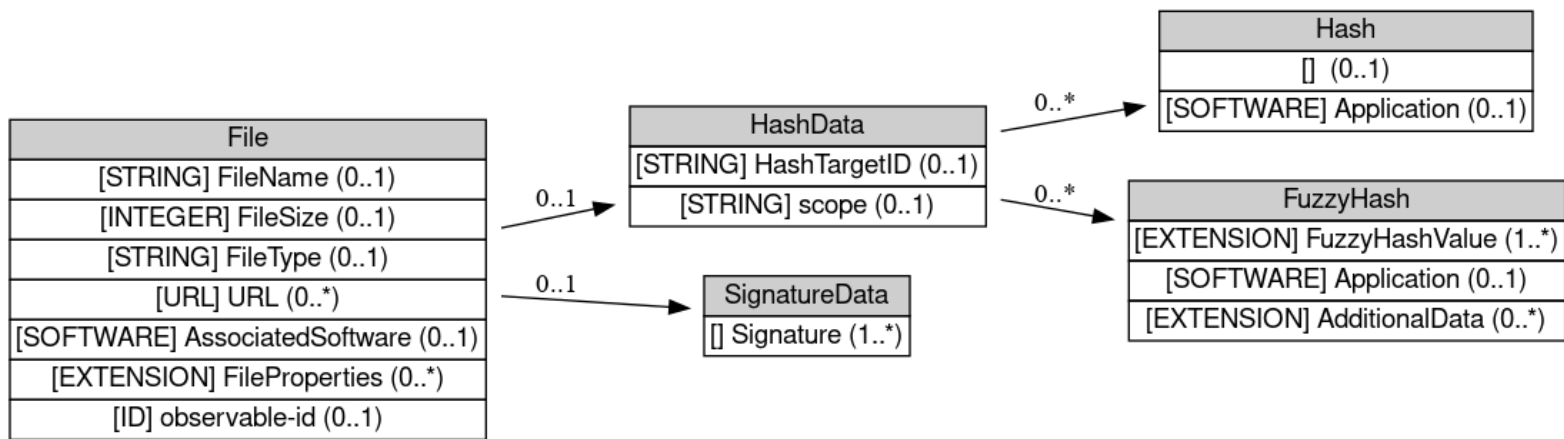 File
[STRING] FileName (0..1)
[INTEGER] FileSize (0..1)
[STRING] FileType (0..1)
[URL] URL (0..*)
[SOFTWARE] AssociatedSoftware (0..1)
[EXTENSION] FileProperties (0..*)
[ID] observable-id (0..1)
0..1
0..1
HashData
[STRING] HashTargetID (0..1)
[STRING] scope (0..1)
SignatureData
[] Signature (1..*)
0..*
0..*
Hash
[] (0..1)
[SOFTWARE] Application (0..1)
FuzzyHash
[EXTENSION] FuzzyHashValue (1..*)
[SOFTWARE] Application (0..1)
[EXTENSION] AdditionalData (0..*)